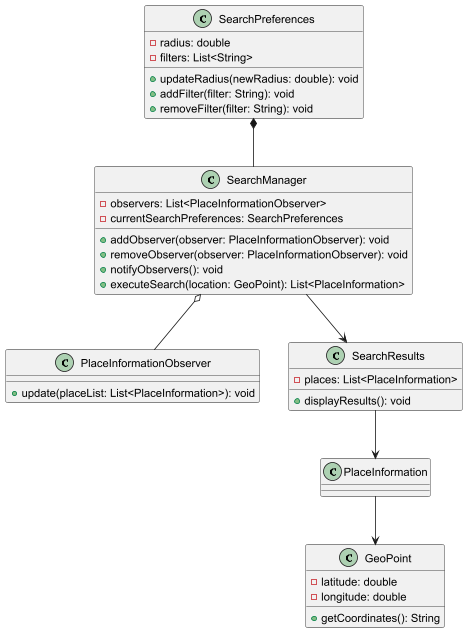 C SearchPreferences
radius: double
filters: List<String>
updateRadius(newRadius: double): void
addFilter(filter: String): void
removeFilter(filter: String): void
C SearchManager
observers: List<PlaceInformationObserver>
currentSearchPreferences: SearchPreferences
addObserver(observer: PlaceInformationObserver): void
removeObserver(observer: PlaceInformationObserver): void
notifyObservers(): void
executeSearch(location: GeoPoint): List<PlaceInformation>
C PlaceInformationObserver
update(placeList: List<PlaceInformation>): void
C SearchResults
places: List<PlaceInformation>
displayResults(): void
C PlaceInformation
C GeoPoint
latitude: double
longitude: double
getCoordinates(): String